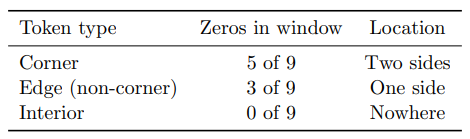 Token type Zeros in window Location
Corner 5 of 9 Two sides
Edge (non-corner) 3 of 9 One side
Interior 0 of 9 Nowhere